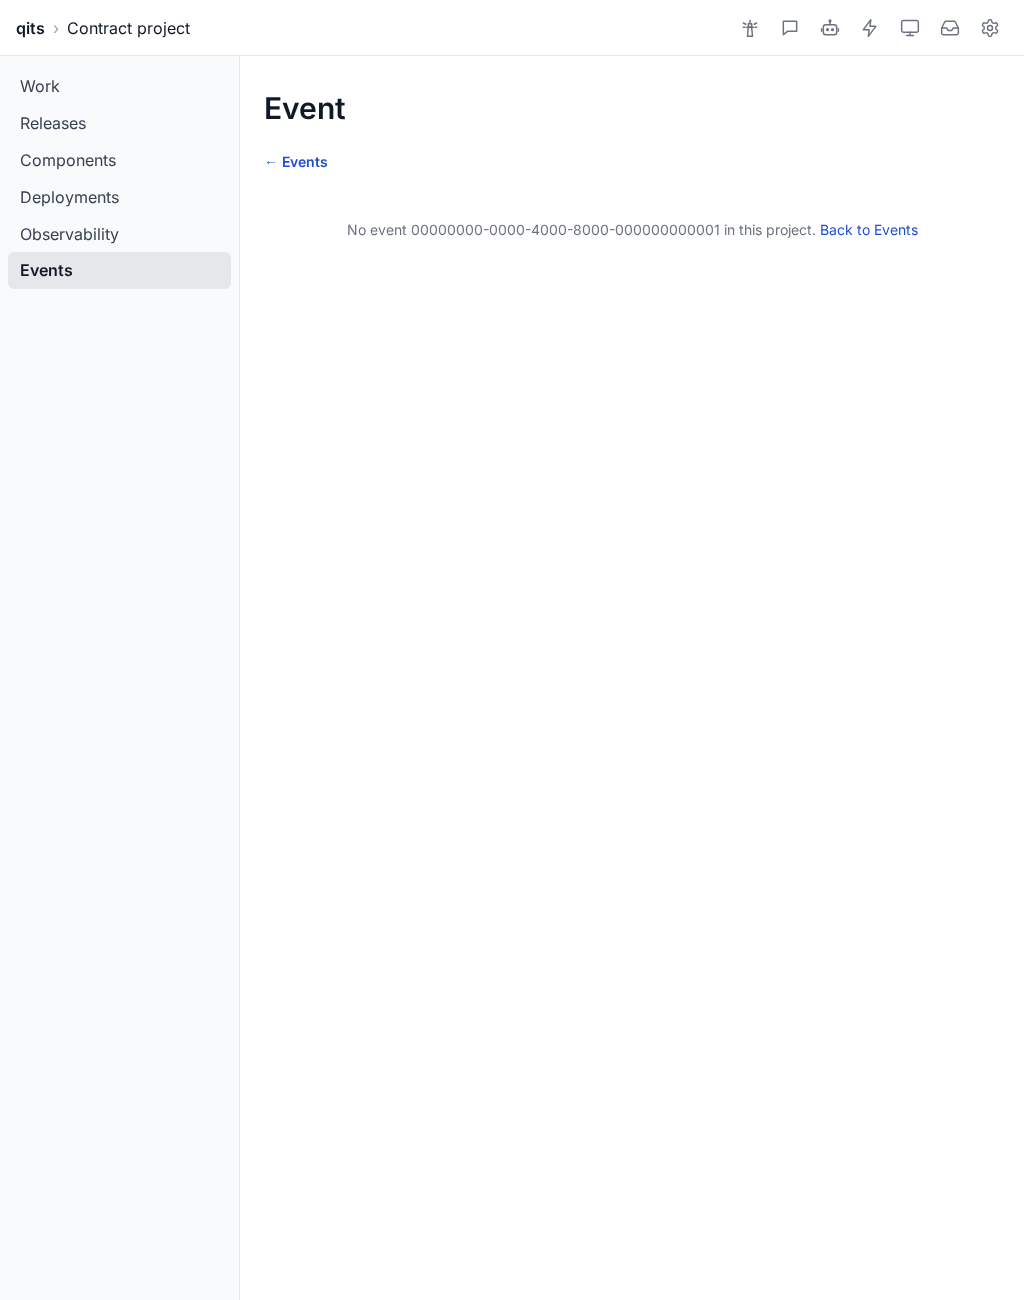 qits › Contract project
Work
Releases
Components
Deployments
Observability
Events
Event
← Events
No event 00000000-0000-4000-8000-000000000001 in this project. Back to Events